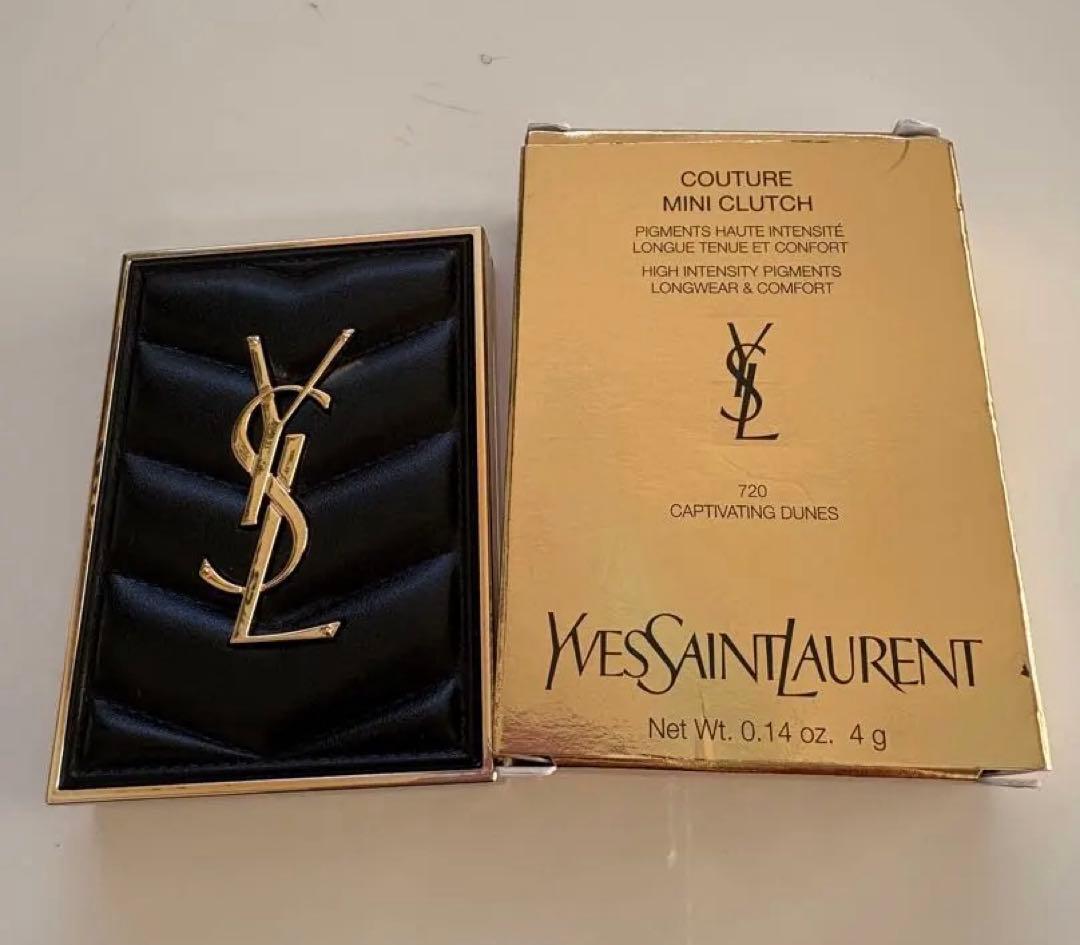 YSL
COUTURE
MINI CLUTCH
PIGMENTS HAUTE INTENSITÉ
LONGUE TENUE ET CONFORT
HIGH INTENSITY PIGMENTS
LONGWEAR & COMFORT
YSL
720
CAPTIVATING DUNES
YVESSAINTLAURENT
Net Wt. 0.14 oz. 4 g